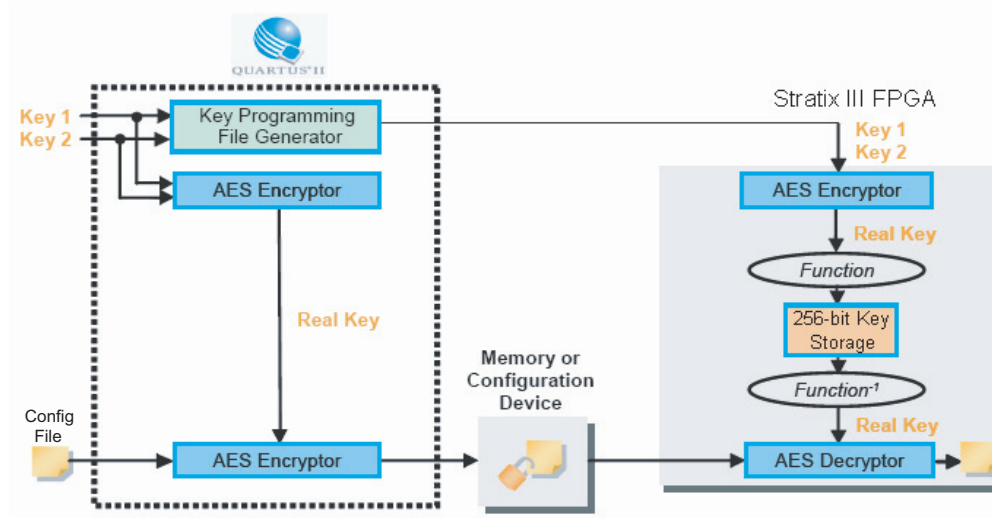 QUARTUS® II
Stratix III FPGA
Key 1
Key 2
Key Programming
File Generator
Key 1
Key 2
AES Encryptor
AES Encryptor
Real Key
Function
Real Key
256-bit Key
Storage
Memory or
Configuration
Device
Function-1
Config
File
Real Key
AES Encryptor
AES Decryptor